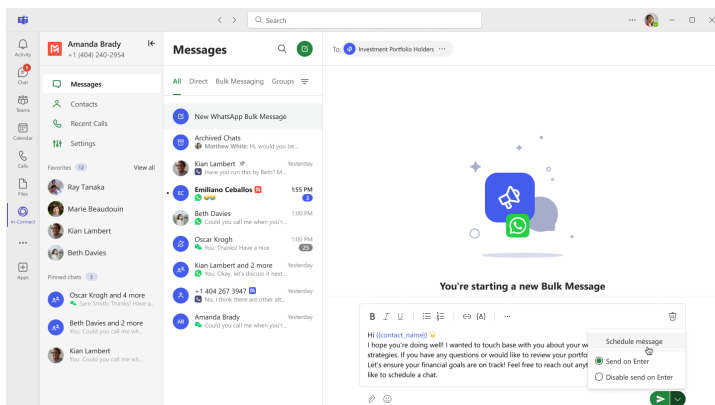 Search
Activity
Chat
1
Teams
Calendar
Calls
Files
In-Connect
Apps
Amanda Brady
+1 (404) 240-2954
Messages
Contacts
Recent Calls
Settings
Favorites 12 View all
Ray Tanaka
Marie Beaudouin
Kian Lambert
Beth Davies
Pinned chats 3
Oscar Krogh and 4 more
Sam Smith: Thanks! Have a...
Beth Davies and 2 more
You: Could you call me wh...
Kian Lambert
You: Could you call me wh...
Messages
All Direct Bulk Messaging Groups
New WhatsApp Bulk Message
Archived Chats
Matthew White: Hi, would you be...
Kian Lambert Yesterday
Have you run this by Beth? M...
EC Emiliano Ceballos 1:55 PM
3
Beth Davies 1:00 PM
Could you call me when you'r...
Oscar Krogh 1:00 PM
You: Thanks! Have a nice 25
Kian Lambert and 2 more Yesterday
You: Okay, let's discuss it next...
+1 404 267 3947 Yesterday
No. I think there are other alt...
AB Amanda Brady Yesterday
Could you call me when you'r...
To: Investment Portfolio Holders ...
You're starting a new Bulk Message
B I U {A}
Hi {{contact_name}}
I hope you're doing well! I wanted to touch base with you about your we
strategies. If you have any questions or would like to review your portfo
Let's ensure your financial goals are on track! Feel free to reach out anyt
like to schedule a chat.
Schedule message
Send on Enter
Disable send on Enter